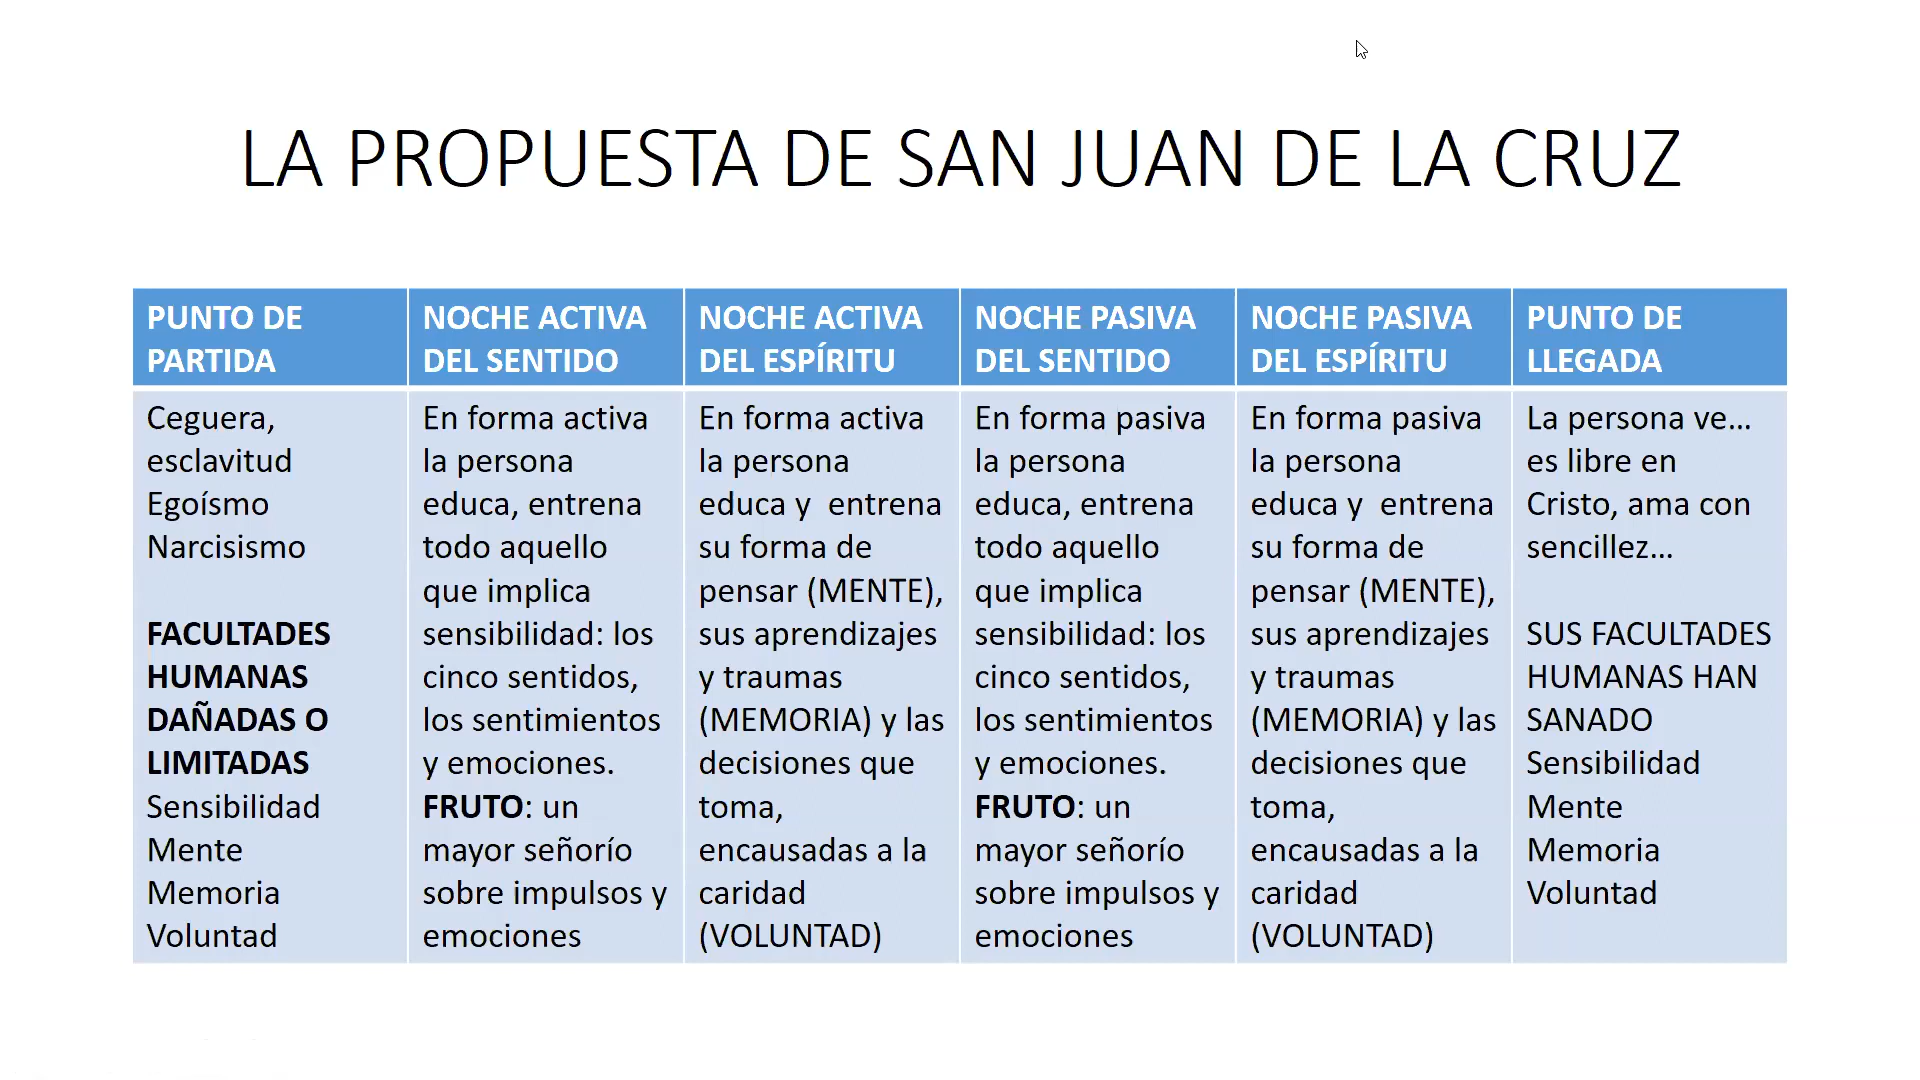 LA PROPUESTA DE SAN JUAN DE LA CRUZ
PUNTO DE
PARTIDA
NOCHE ACTIVA
DEL SENTIDO
NOCHE ACTIVA
DEL ESPÍRITU
NOCHE PASIVA
DEL SENTIDO
NOCHE PASIVA
DEL ESPÍRITU
PUNTO DE
LLEGADA
Ceguera,
esclavitud
Egoísmo
Narcisismo
FACULTADES
HUMANAS
DAÑADAS O
LIMITADAS
Sensibilidad
Mente
Memoria
Voluntad
En forma activa
la persona
educa, entrena
todo aquello
que implica
sensibilidad: los
cinco sentidos,
los sentimientos
y emociones.
FRUTO: un
mayor señorío
sobre impulsos y
emociones
En forma activa
la persona
educa y  entrena
su forma de
pensar (MENTE),
sus aprendizajes
y traumas
(MEMORIA) y las
decisiones que
toma,
encausadas a la
caridad
(VOLUNTAD)
En forma pasiva
la persona
educa, entrena
todo aquello
que implica
sensibilidad: los
cinco sentidos,
los sentimientos
y emociones.
FRUTO: un
mayor señorío
sobre impulsos y
emociones
En forma pasiva
la persona
educa y  entrena
su forma de
pensar (MENTE),
sus aprendizajes
y traumas
(MEMORIA) y las
decisiones que
toma,
encausadas a la
caridad
(VOLUNTAD)
La persona ve…
es libre en
Cristo, ama con
sencillez…
SUS FACULTADES
HUMANAS HAN
SANADO
Sensibilidad
Mente
Memoria
Voluntad